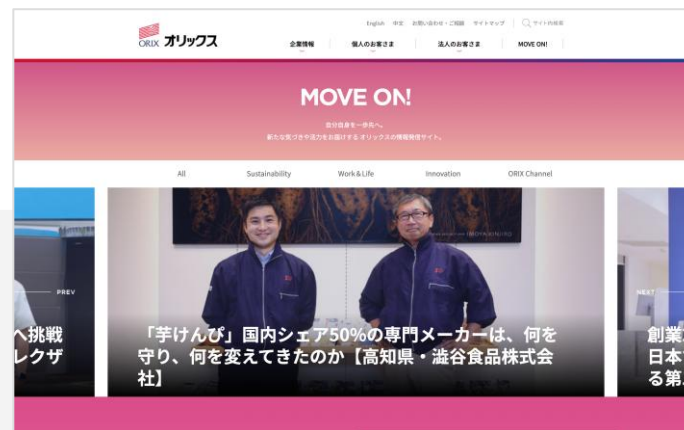 English 中文 お問い合わせ・ご相談 サイトマップ サイト内検索
ORIX オリックス
企業情報 個人のお客さま 法人のお客さま MOVE ON!
MOVE ON!
自分自身を一歩先へ。
新たな気づきや活力をお届けする オリックスの情報発信サイト。
All Sustainability Work & Life Innovation ORIX Channel
IMOYA KINJIRO
PREV
NEXT
へ挑戦
レクザ
「芋けんぴ」国内シェア50%の専門メーカーは、何を
守り、何を変えてきたのか【高知県・澁谷食品株式会
社】
創業
日本
る第